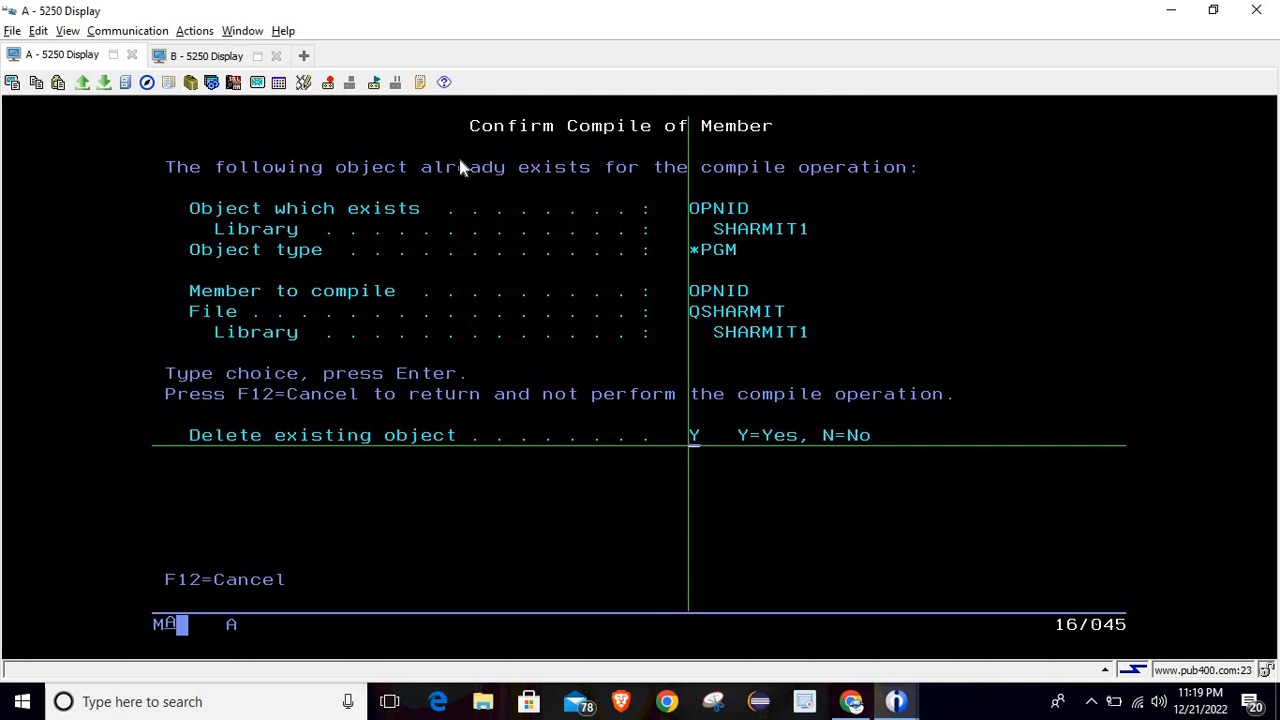 A - 5250 Display
File Edit View Communication Actions Window Help
A - 5250 Display B - 5250 Display
Confirm Compile of Member
The following object already exists for the compile operation:
Object which exists . . . . . . . . : OPNID
Library . . . . . . . . . . . . . : SHARMIT1
Object type . . . . . . . . . . . . : *PGM
Member to compile . . . . . . . . . : OPNID
File . . . . . . . . . . . . . . . . : QSHARMIT
Library . . . . . . . . . . . . . : SHARMIT1
Type choice, press Enter.
Press F12=Cancel to return and not perform the compile operation.
Delete existing object . . . . . . . . Y Y=Yes, N=No
F12=Cancel
MA A 16/045
www.pub400.com:23
Type here to search 78 11:19 PM
12/21/2022 20